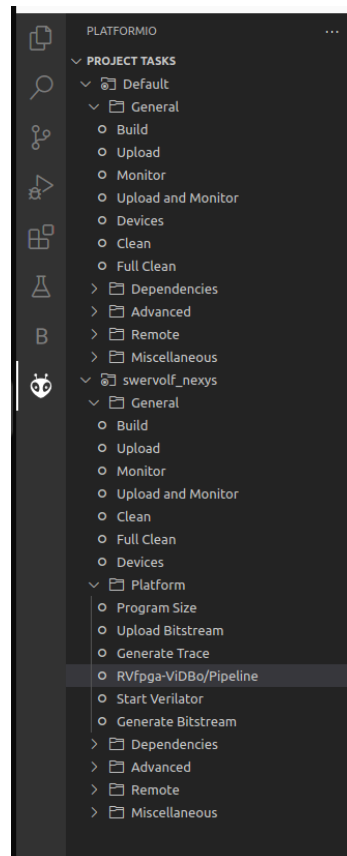 PLATFORMIO
PROJECT TASKS
Default
General
Build
Upload
Monitor
Upload and Monitor
Devices
Clean
Full Clean
Dependencies
Advanced
Remote
Miscellaneous
swervolf_nexys
General
Build
Upload
Monitor
Upload and Monitor
Clean
Full Clean
Devices
Platform
Program Size
Upload Bitstream
Generate Trace
RVfpga-ViDBo/Pipeline
Start Verilator
Generate Bitstream
Dependencies
Advanced
Remote
Miscellaneous
B